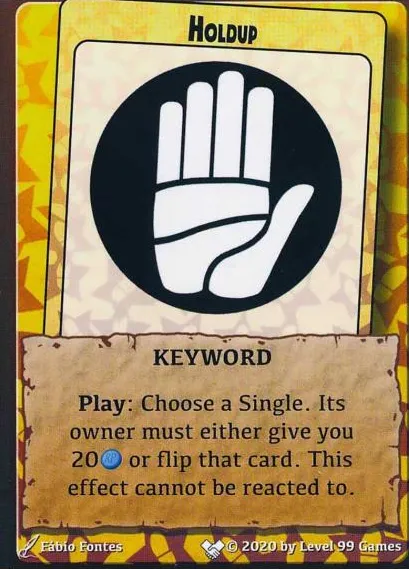 HOLDUP
KEYWORD
Play: Choose a Single. Its
owner must either give you
20 or flip that card. This
effect cannot be reacted to.
Fábio Fontes
© 2020 by Level 99 Games